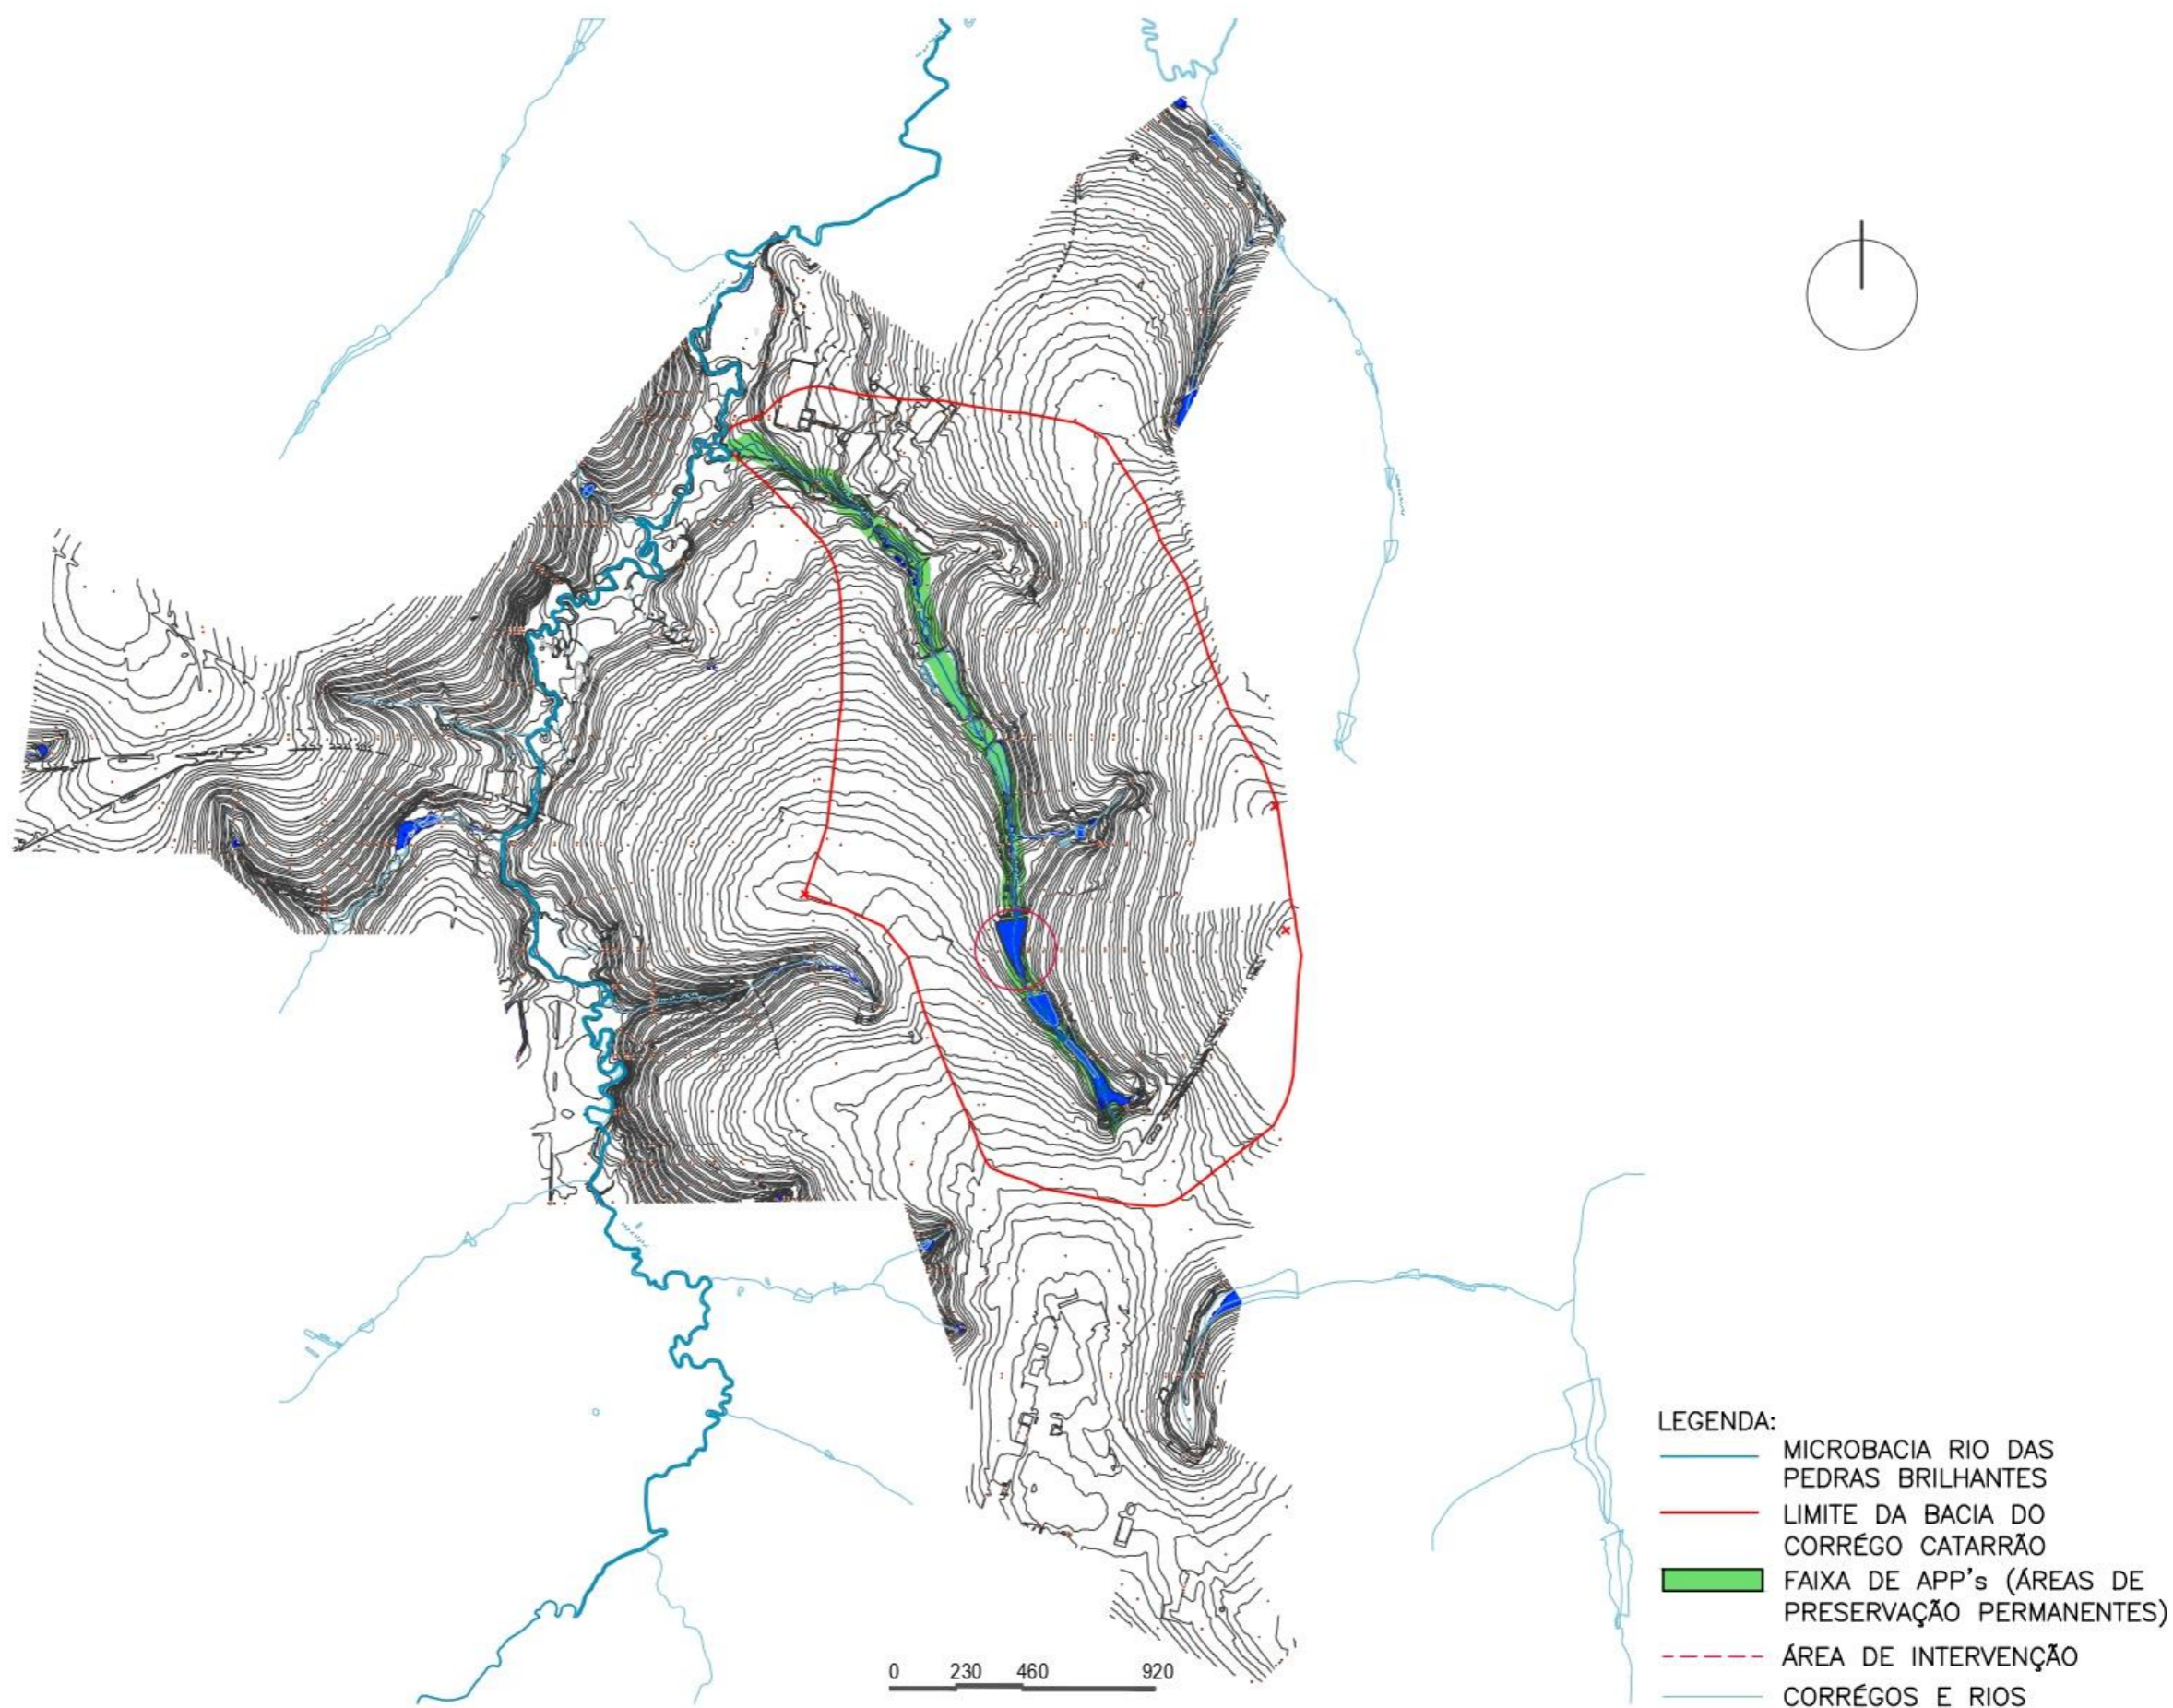 LEGENDA:
MICROBACIA RIO DAS
PEDRAS BRILHANTES
LIMITE DA BACIA DO
CORRÉGO CATARRÃO
FAIXA DE APP's (ÁREAS DE
PRESERVAÇÃO PERMANENTES)
ÁREA DE INTERVENÇÃO
CORRÉGOS E RIOS
0 230 460 920